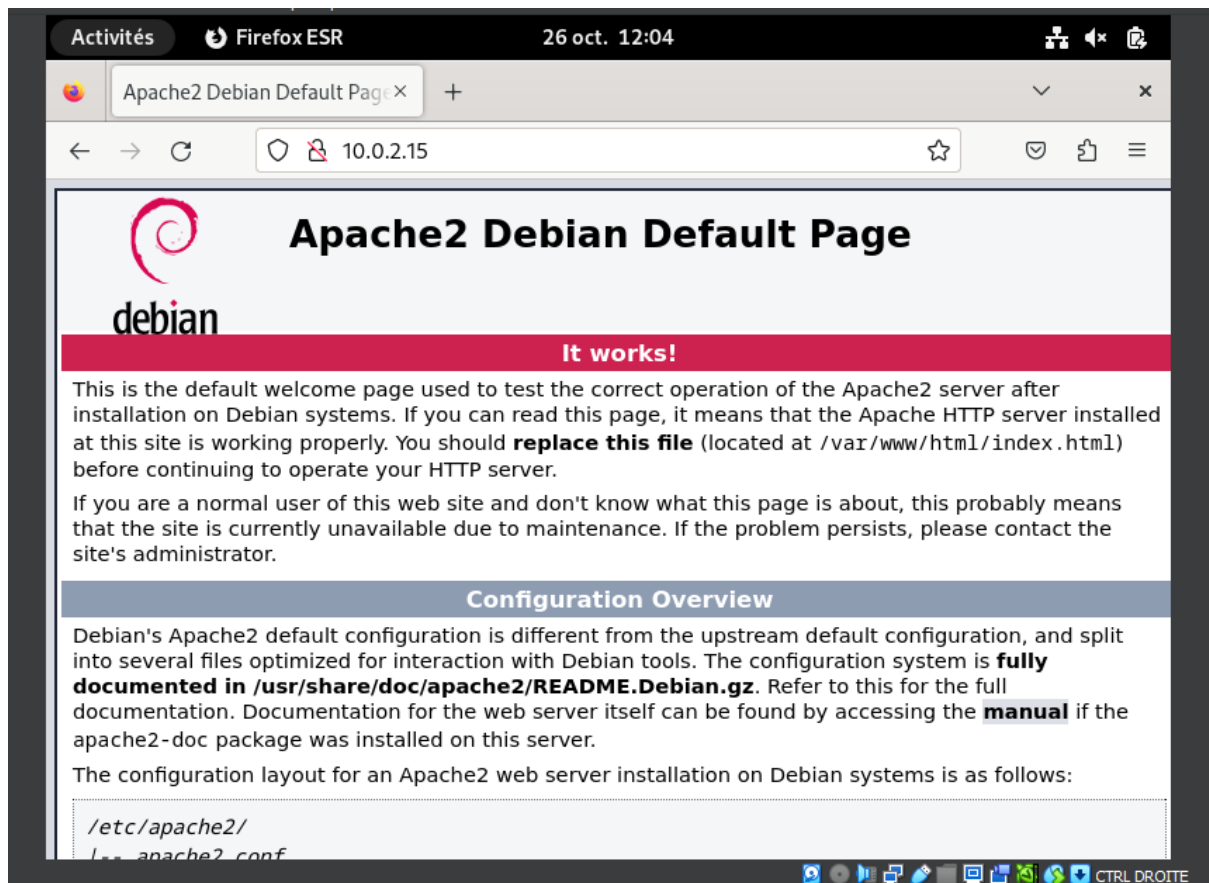 Activités Firefox ESR 26 oct. 12:04
Apache2 Debian Default Page
10.0.2.15
Apache2 Debian Default Page
debian
It works!
This is the default welcome page used to test the correct operation of the Apache2 server after
installation on Debian systems. If you can read this page, it means that the Apache HTTP server installed
at this site is working properly. You should replace this file (located at /var/www/html/index.html)
before continuing to operate your HTTP server.
If you are a normal user of this web site and don't know what this page is about, this probably means
that the site is currently unavailable due to maintenance. If the problem persists, please contact the
site's administrator.
Configuration Overview
Debian's Apache2 default configuration is different from the upstream default configuration, and split
into several files optimized for interaction with Debian tools. The configuration system is fully
documented in /usr/share/doc/apache2/README.Debian.gz. Refer to this for the full
documentation. Documentation for the web server itself can be found by accessing the manual if the
apache2-doc package was installed on this server.
The configuration layout for an Apache2 web server installation on Debian systems is as follows:
/etc/apache2/
|-- apache2.conf
CTRL DROITE